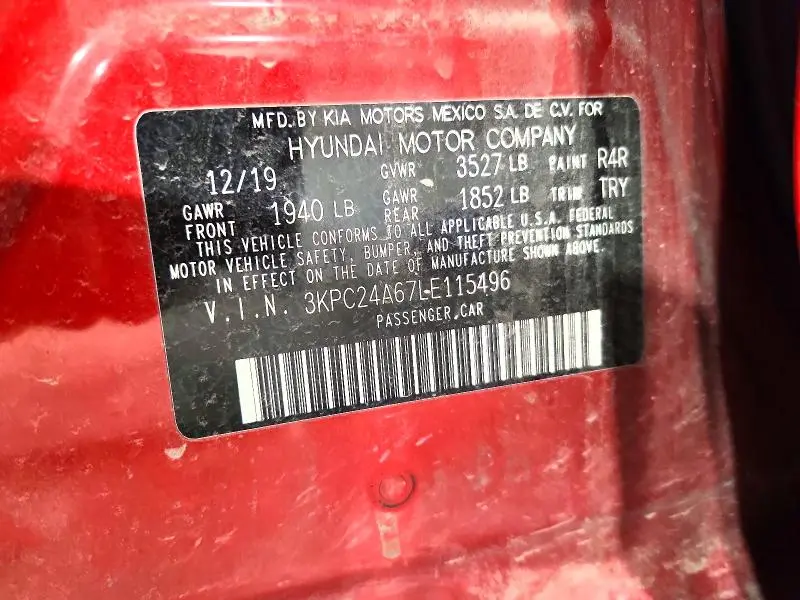 MFD. BY KIA MOTORS MEXICO S.A. DE C.V. FOR
HYUNDAI MOTOR COMPANY
12/19 GVWR 3527 LB PAINT R4R
GAWR FRONT 1940 LB GAWR REAR 1852 LB TRIM TRY
THIS VEHICLE CONFORMS TO ALL APPLICABLE U.S.A. FEDERAL
MOTOR VEHICLE SAFETY, BUMPER, AND THEFT PREVENTION STANDARDS
IN EFFECT ON THE DATE OF MANUFACTURE SHOWN ABOVE.
V.I.N. 3KPC24A67LE115496
PASSENGER CAR